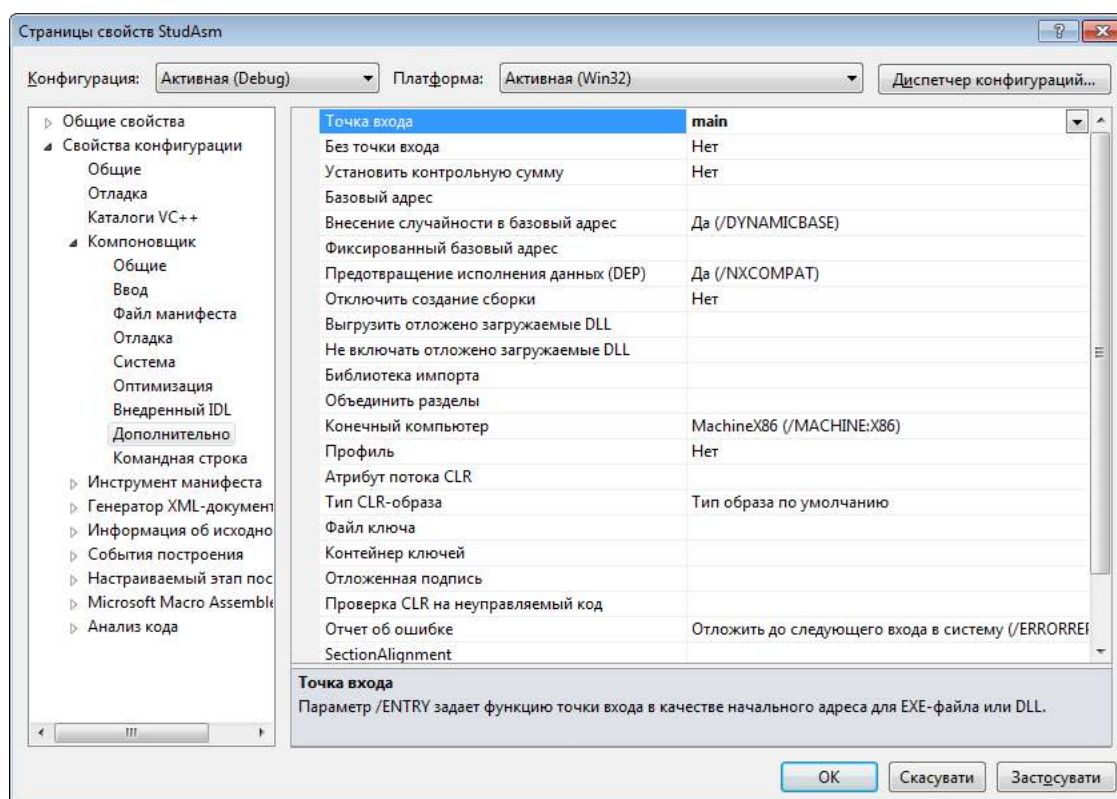 Страницы свойств StudAsm
Конфигурация: Активная (Debug) Платформа: Активная (Win32) Диспетчер конфигураций...
Общие свойства
Свойства конфигурации
Общие
Отладка
Каталоги VC++
Компоновщик
Общие
Ввод
Файл манифеста
Отладка
Система
Оптимизация
Внедренный IDL
Дополнительно
Командная строка
Инструмент манифеста
Генератор XML-документ
Информация об исходно
События построения
Настраиваемый этап пос
Microsoft Macro Assemble
Анализ кода
Точка входа main
Без точки входа Нет
Установить контрольную сумму Нет
Базовый адрес
Внесение случайности в базовый адрес Да (/DYNAMICBASE)
Фиксированный базовый адрес
Предотвращение исполнения данных (DEP) Да (/NXCOMPAT)
Отключить создание сборки Нет
Выгрузить отложено загружаемые DLL
Не включать отложено загружаемые DLL
Библиотека импорта
Объединить разделы
Конечный компьютер MachineX86 (/MACHINE:X86)
Профиль Нет
Атрибут потока CLR
Тип CLR-образа Тип образа по умолчанию
Файл ключа
Контейнер ключей
Отложенная подпись
Проверка CLR на неуправляемый код
Отчет об ошибке Отложить до следующего входа в систему (/ERRORREP
SectionAlignment
Точка входа
Параметр /ENTRY задает функцию точки входа в качестве начального адреса для EXE-файла или DLL.
OK Скасувати Застосувати